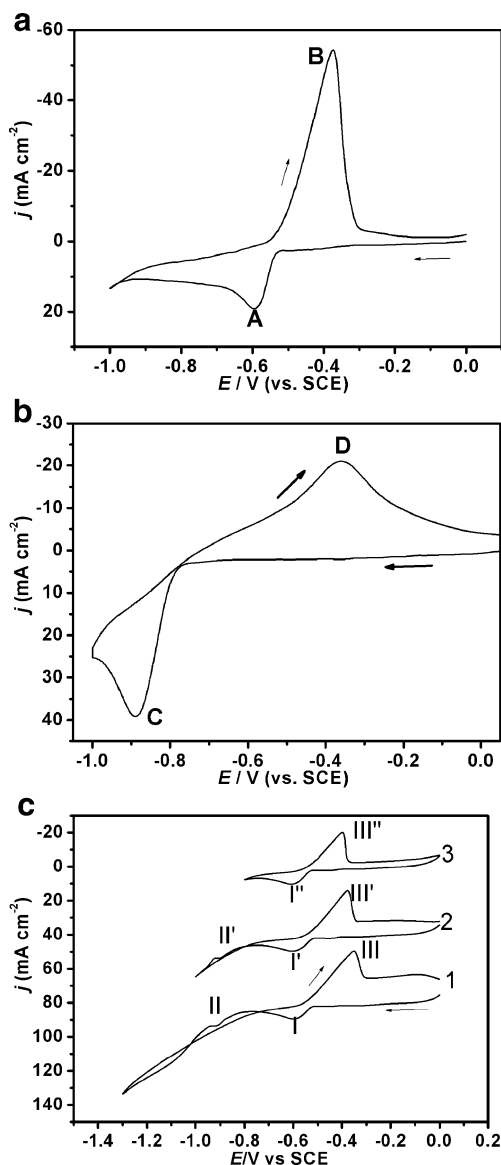 a
-60
-40
-20
0
20
j (mA cm-2)
B
A
-1.0 -0.8 -0.6 -0.4 -0.2 0.0
E / V (vs. SCE)
b
-30
-20
-10
0
10
20
30
40
j (mA cm-2)
D
C
-1.0 -0.8 -0.6 -0.4 -0.2 0.0
E / V (vs. SCE)
c
-20
0
20
40
60
80
100
120
140
j (mA cm-2)
III"
3
I"
III'
II'
2
I'
III
1
II
I
-1.4 -1.2 -1.0 -0.8 -0.6 -0.4 -0.2 0.0 0.2
E/V vs SCE